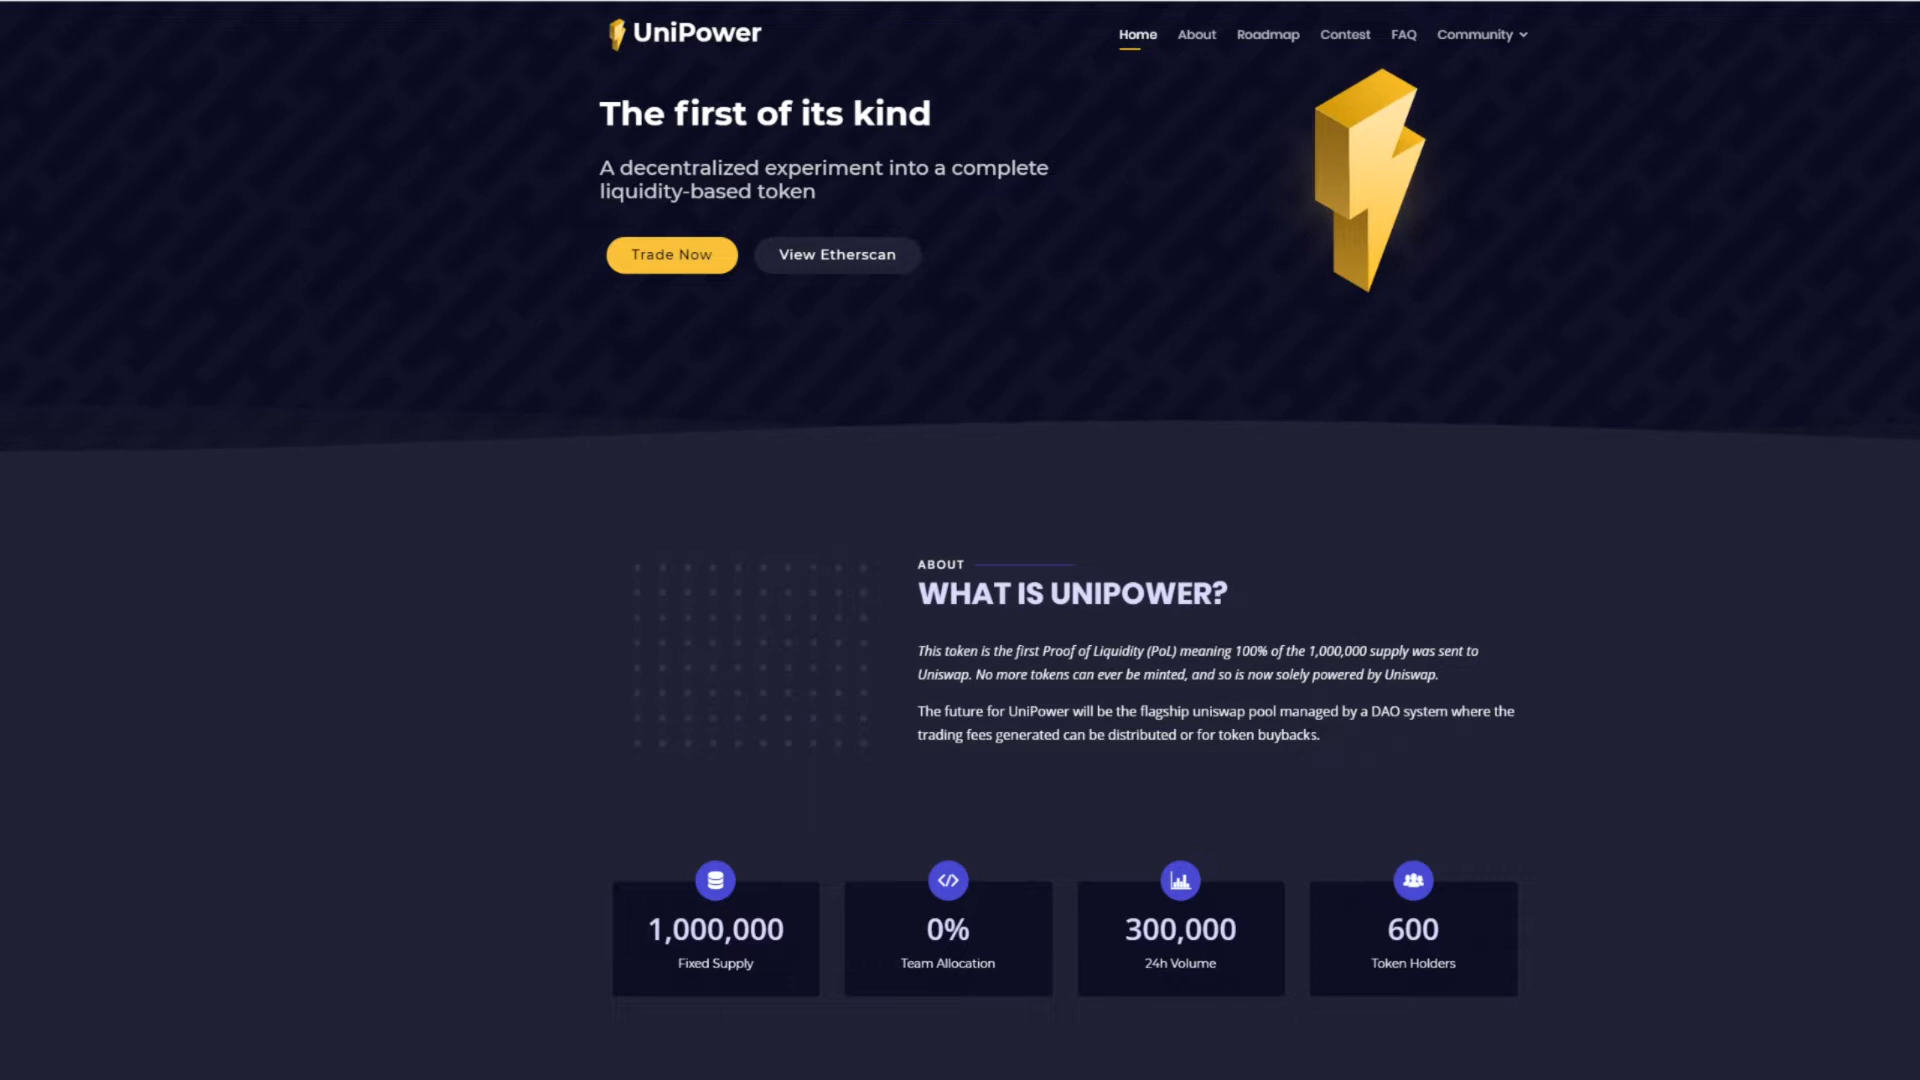 UniPower
Home About Roadmap Contest FAQ Community
The first of its kind
A decentralized experiment into a complete
liquidity-based token
Trade Now View Etherscan
ABOUT
WHAT IS UNIPOWER?
This token is the first Proof of Liquidity (PoL) meaning 100% of the 1,000,000 supply was sent to
Uniswap. No more tokens can ever be minted, and so is now solely powered by Uniswap.
The future for UniPower will be the flagship uniswap pool managed by a DAO system where the
trading fees generated can be distributed or for token buybacks.
1,000,000 0% 300,000 600
Fixed Supply Team Allocation 24h Volume Token Holders